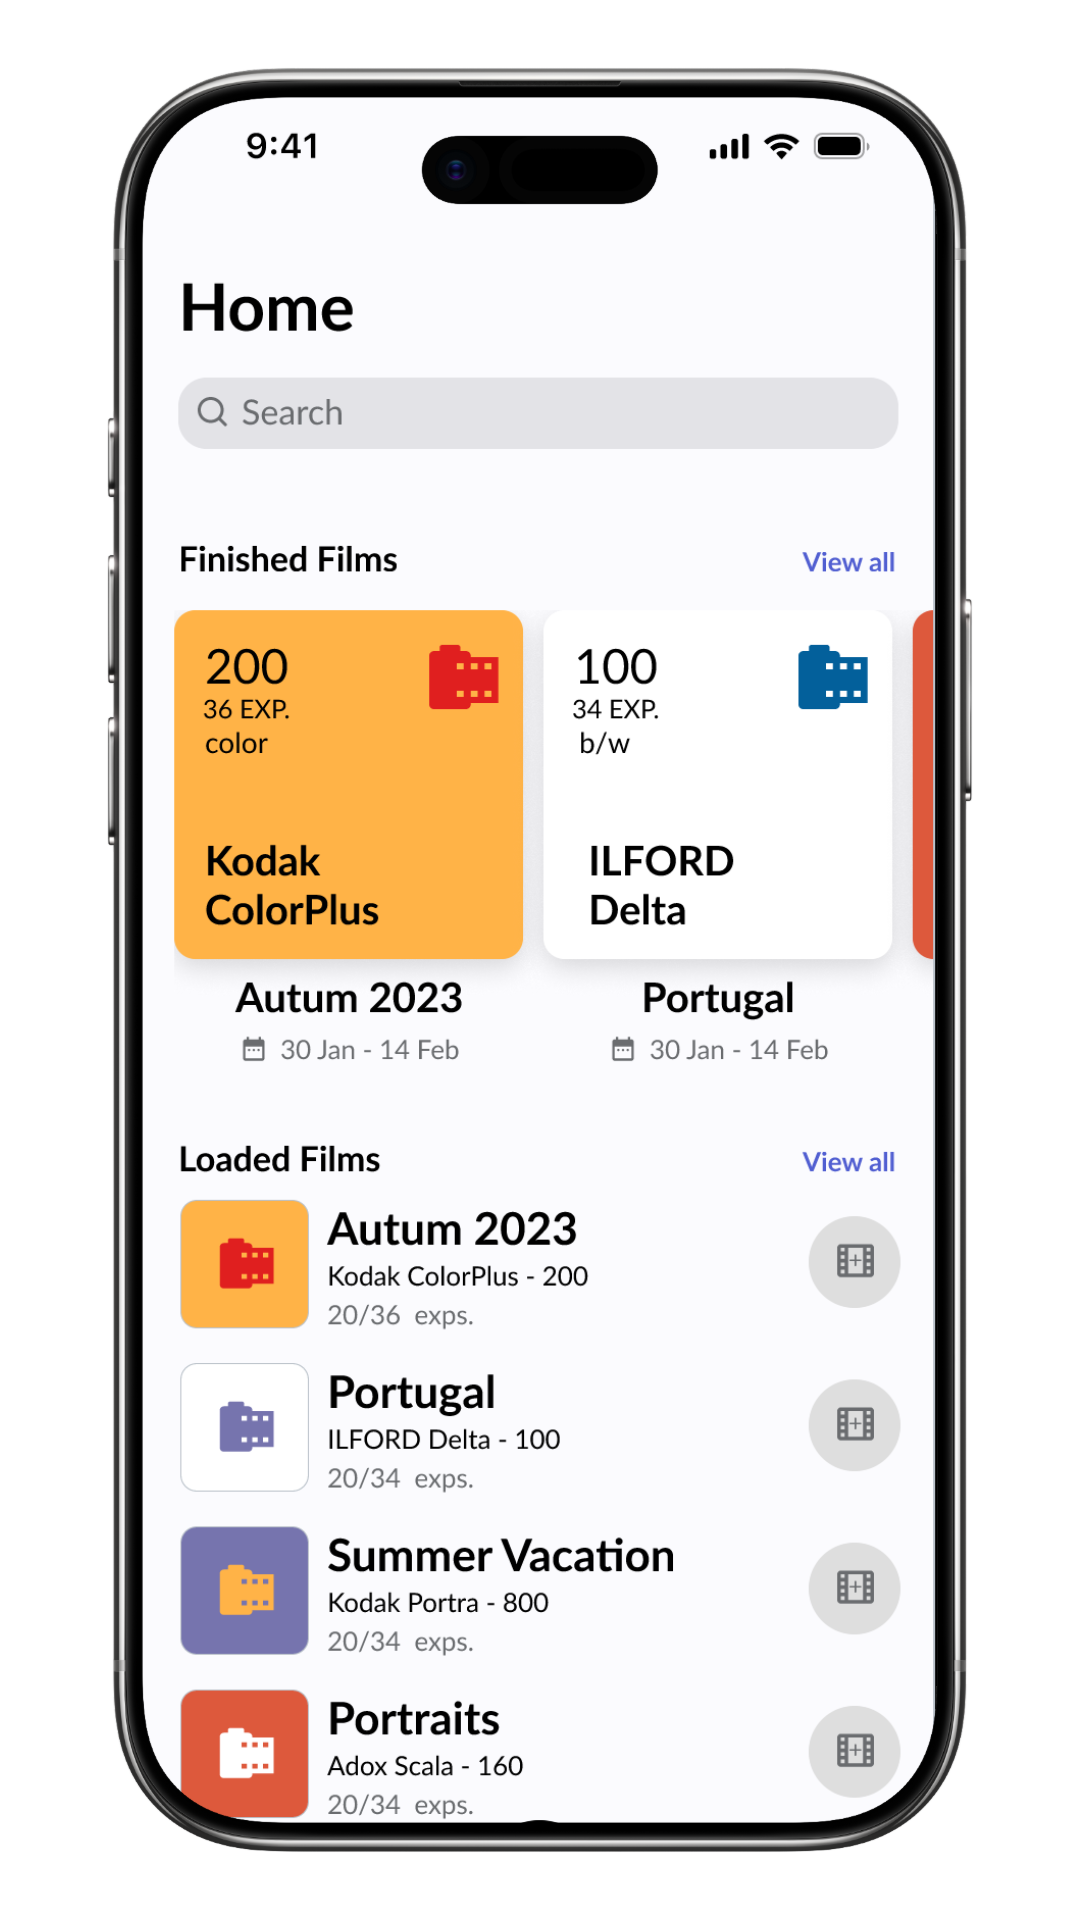 9:41
Home
Search
Finished Films
View all
200
36 EXP.
color
Kodak
ColorPlus
100
34 EXP.
b/w
ILFORD
Delta
Autum 2023
30 Jan - 14 Feb
Portugal
30 Jan - 14 Feb
Loaded Films
View all
Autum 2023
Kodak ColorPlus - 200
20/36 exps.
Portugal
ILFORD Delta - 100
20/34 exps.
Summer Vacation
Kodak Portra - 800
20/34 exps.
Portraits
Adox Scala - 160
20/34 exps.